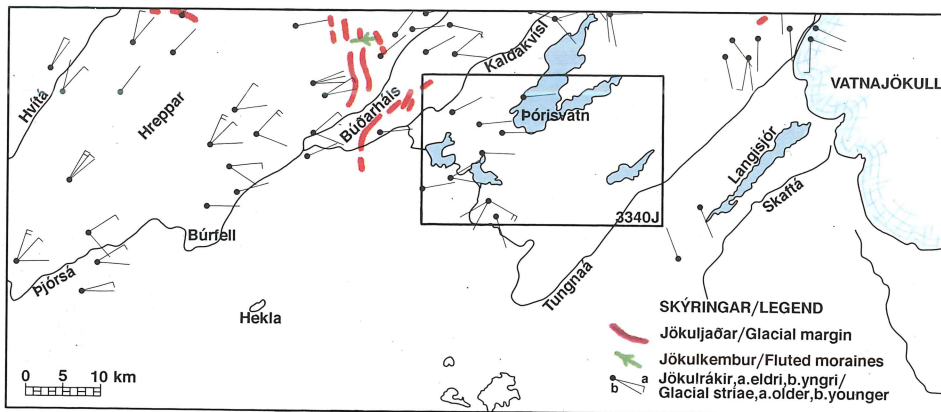 Hvítá
Hreppar
Búðarháls
Kaldakvísl
Þórisvatn
VATNAJÖKULL
Langisjór
Skaftá
3340J
Búrfell
Þjórsá
Hekla
Tungnaá
SKÝRINGAR/LEGEND
Jökuljaðar/Glacial margin
Jökulkembur/Fluted moraines
a
b
Jökulrákir,a.eldri,b.yngri/
Glacial striae,a.older,b.younger
0 5 10 km